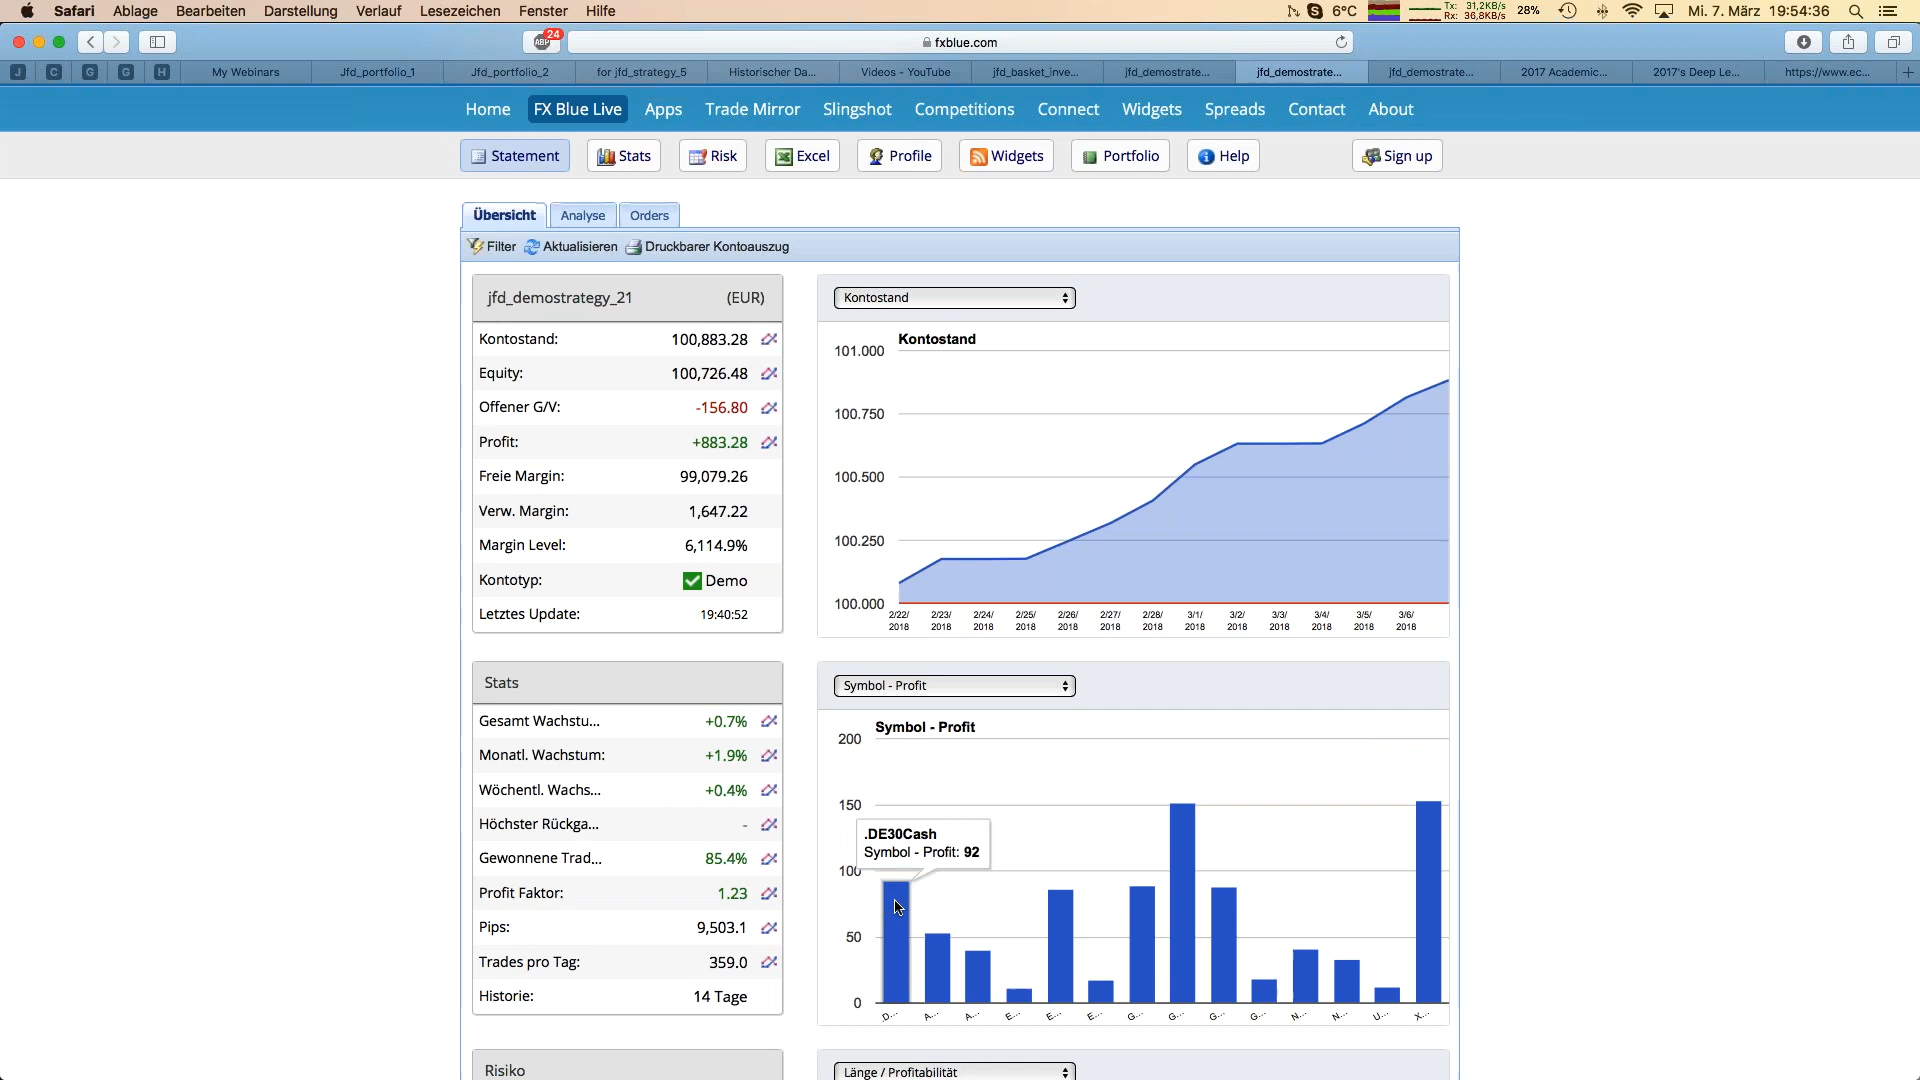 Safari Ablage Bearbeiten Darstellung Verlauf Lesezeichen Fenster Hilfe 6°C Tx: 31,2KB/s Rx: 36,8KB/s 28% Mi. 7. März 19:54:36
ABP 24 fxblue.com
J C G G H My Webinars Jfd_portfolio_1 Jfd_portfolio_2 for jfd_strategy_5 Historischer Da... Videos - YouTube jfd_basket_inve... jfd_demostrate... jfd_demostrate... jfd_demostrate... 2017 Academic... 2017's Deep Le... https://www.ec... +
Home FX Blue Live Apps Trade Mirror Slingshot Competitions Connect Widgets Spreads Contact About
Statement Stats Risk Excel Profile Widgets Portfolio Help Sign up
Übersicht Analyse Orders
Filter Aktualisieren Druckbarer Kontoauszug
jfd_demostrategy_21 (EUR)
Kontostand: 100,883.28
Equity: 100,726.48
Offener G/V: -156.80
Profit: +883.28
Freie Margin: 99,079.26
Verw. Margin: 1,647.22
Margin Level: 6,114.9%
Kontotyp: Demo
Letztes Update: 19:40:52
Kontostand
Kontostand
101.000
100.750
100.500
100.250
100.000
2/22/2018 2/23/2018 2/24/2018 2/25/2018 2/26/2018 2/27/2018 2/28/2018 3/1/2018 3/2/2018 3/3/2018 3/4/2018 3/5/2018 3/6/2018
Stats
Gesamt Wachstu... +0.7%
Monatl. Wachstum: +1.9%
Wöchentl. Wachs... +0.4%
Höchster Rückga... -
Gewonnene Trad... 85.4%
Profit Faktor: 1.23
Pips: 9,503.1
Trades pro Tag: 359.0
Historie: 14 Tage
Symbol - Profit
Symbol - Profit
200
150
100
50
0
.DE30Cash
Symbol - Profit: 92
.D... A... A... E... E... E... G... G... G... G... N... N... U... X...
Risiko
Länge / Profitabilität